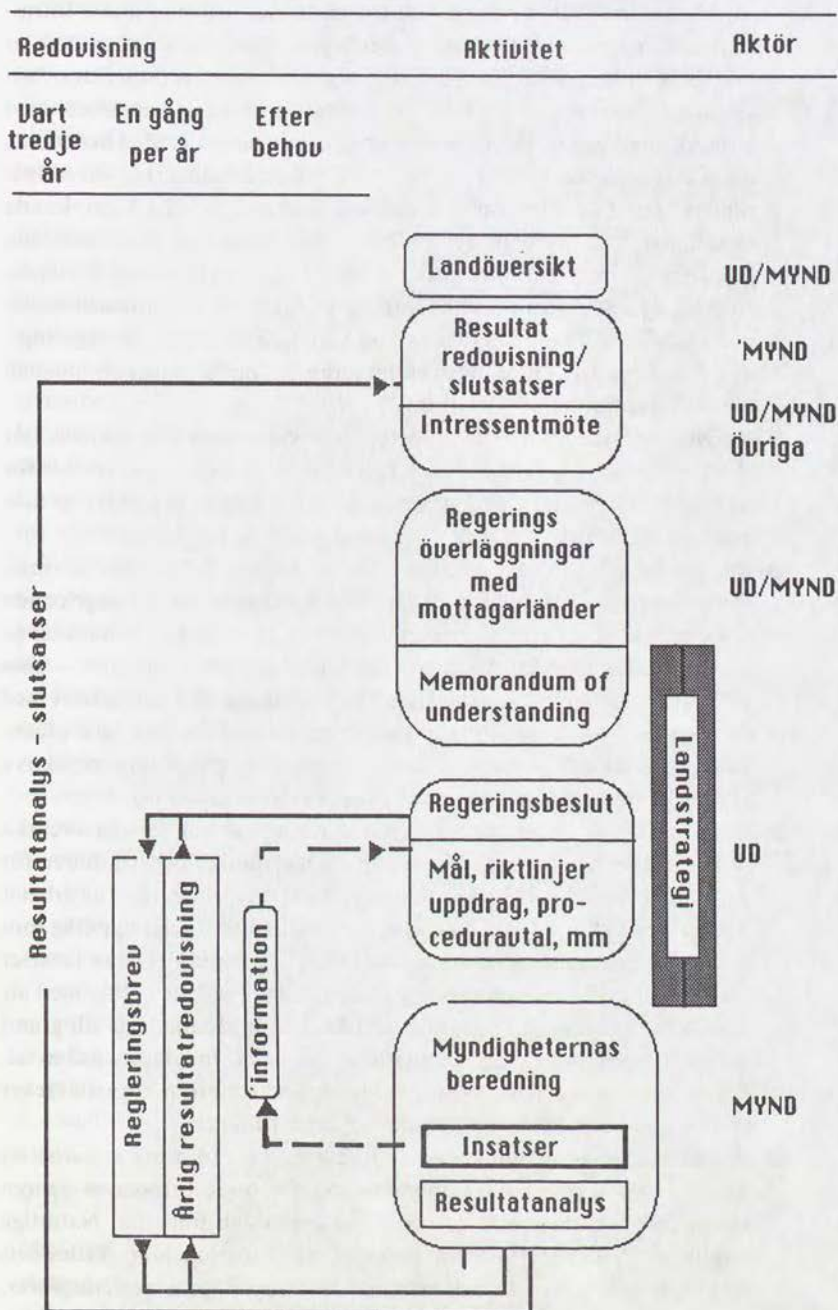 Redovisning Aktivitet Aktör
Vart En gång Efter
tredje per år behov
år
Landöversikt UD/MYND
Resultat
redovisning/ MYND
slutsatser
Intressentmöte UD/MYND
Övriga
Regerings
överläggningar
med
mottagarländer UD/MYND
Memorandum of
understanding
Landstrategi
Regeringsbeslut
Mål, riktlinjer UD
uppdrag, pro-
ceduravtal, mm
Resultatanalys - slutsatser
Regleringsbrev
Årlig resultatredovisning
Information
Myndigheternas
beredning
MYND
Insatser
Resultatanalys